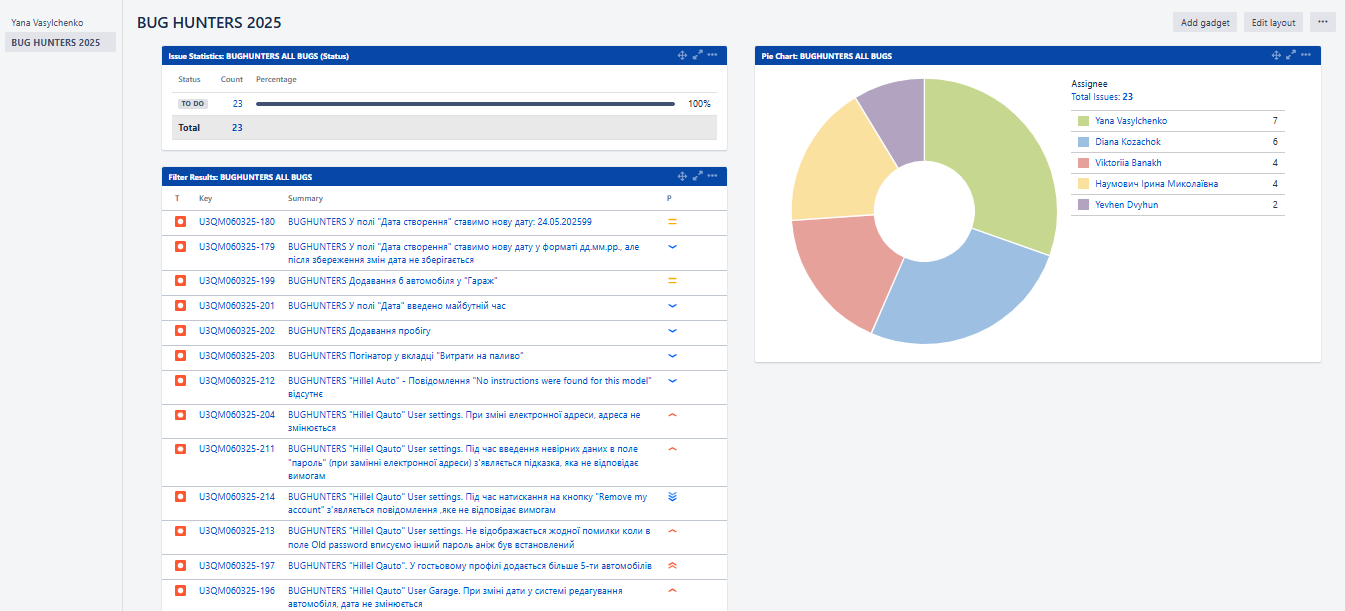 Yana Vasylchenko
BUG HUNTERS 2025
BUG HUNTERS 2025
Add gadget
Edit layout
Issue Statistics: BUGHUNTERS ALL BUGS (Status)
Status Count Percentage
TO DO 23 100%
Total 23
Filter Results: BUGHUNTERS ALL BUGS
T Key Summary P
U3QM060325-180 BUGHUNTERS У полі "Дата створення" ставимо нову дату: 24.05.202599
U3QM060325-179 BUGHUNTERS У полі "Дата створення" ставимо нову дату у форматі дд.мм.рр., але
після збереження змін дата не зберігається
U3QM060325-199 BUGHUNTERS Додавання 6 автомобіля у "Гараж"
U3QM060325-201 BUGHUNTERS У полі "Дата" введено майбутній час
U3QM060325-202 BUGHUNTERS Додавання пробігу
U3QM060325-203 BUGHUNTERS Погінатор у вкладці "Витрати на паливо"
U3QM060325-212 BUGHUNTERS "Hillel Auto" - Повідомлення "No instructions were found for this model"
відсутнє
U3QM060325-204 BUGHUNTERS "Hillel Qauto" User settings. При зміні електронної адреси, адреса не
змінюється
U3QM060325-211 BUGHUNTERS "Hillel Qauto" User settings. Під час введення невірних даних в поле
"пароль" (при замінні електронної адреси) з'являється підказка, яка не відповідає
вимогам
U3QM060325-214 BUGHUNTERS "Hillel Qauto" User settings. Під час натискання на кнопку "Remove my
account" з'являється повідомлення ,яке не відповідає вимогам
U3QM060325-213 BUGHUNTERS "Hillel Qauto" User settings. Не відображається жодної помилки коли в
поле Old password вписуємо інший пароль аніж був встановлений
U3QM060325-197 BUGHUNTERS "Hillel Qauto". У гостьовому профілі додається більше 5-ти автомобілів
U3QM060325-196 BUGHUNTERS "Hillel Qauto" User Garage. При зміні дати у системі редагування
автомобіля, дата не змінюється
Pie Chart: BUGHUNTERS ALL BUGS
Assignee
Total Issues: 23
Yana Vasylchenko 7
Diana Kozachok 6
Viktoriia Banakh 4
Наумович Ірина Миколаївна 4
Yevhen Dvyhun 2